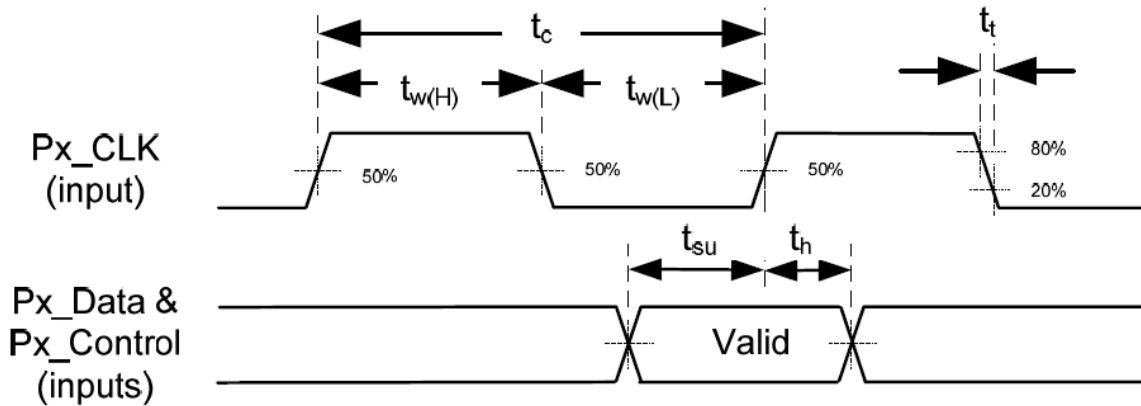 tc
tt
tw(H)
tw(L)
Px_CLK
(input)
50%
50%
50%
80%
20%
tsu
th
Px_Data &
Px_Control
(inputs)
Valid